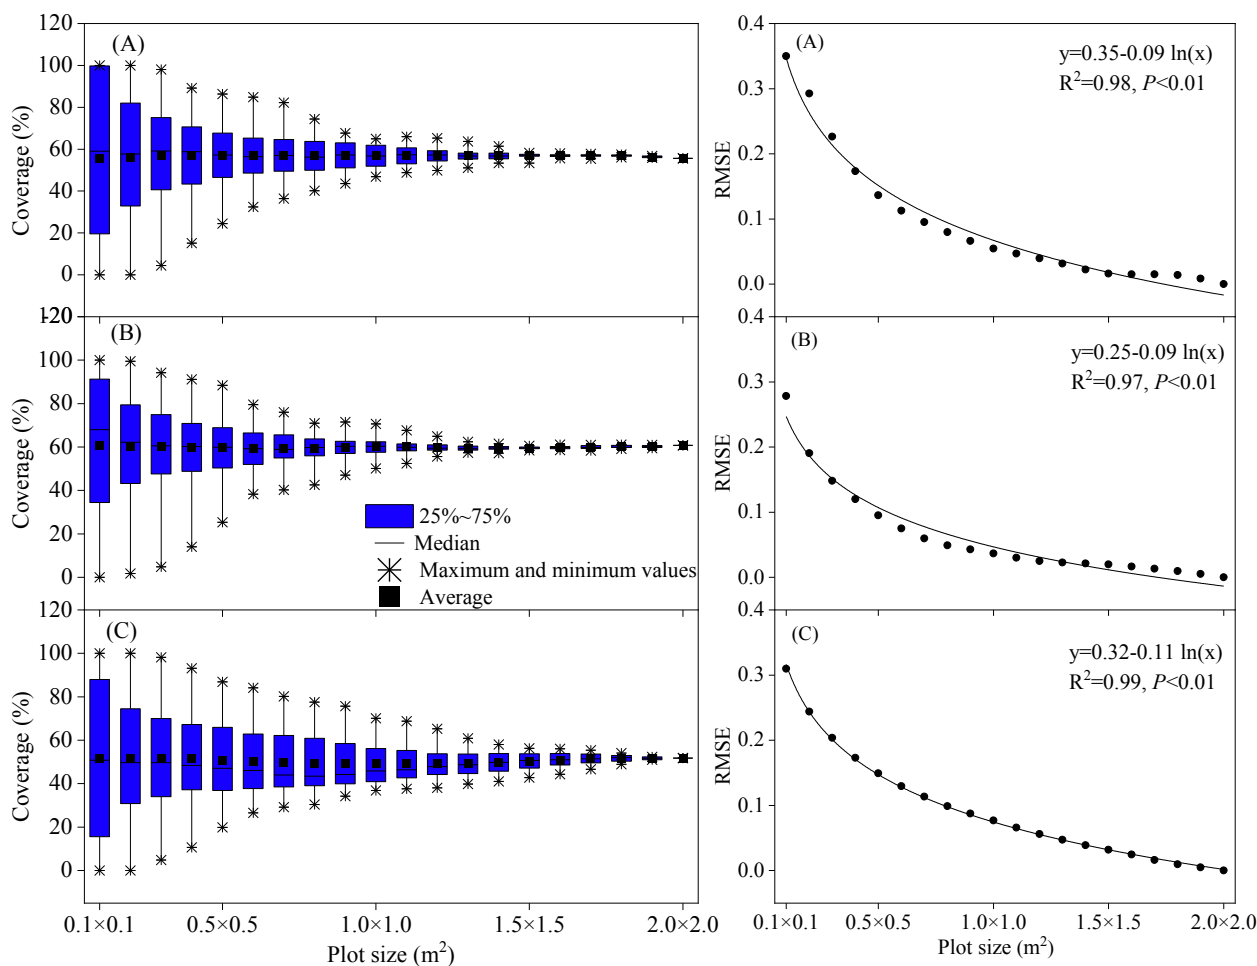 120
100
80
60
40
20
0
Coverage (%)
(A)
120
100
80
60
40
20
0
Coverage (%)
(B)
25%~75%
Median
Maximum and minimum values
Average
120
100
80
60
40
20
0
Coverage (%)
(C)
0.1×0.1
0.5×0.5
1.0×1.0
1.5×1.5
2.0×2.0
Plot size (m²)
0.4
0.3
0.2
0.1
0.0
RMSE
(A)
y=0.35-0.09 ln(x)
R²=0.98, P<0.01
0.4
0.3
0.2
0.1
0.0
RMSE
(B)
y=0.25-0.09 ln(x)
R²=0.97, P<0.01
0.4
0.3
0.2
0.1
0.0
RMSE
(C)
y=0.32-0.11 ln(x)
R²=0.99, P<0.01
0.1×0.1
0.5×0.5
1.0×1.0
1.5×1.5
2.0×2.0
Plot size (m²)